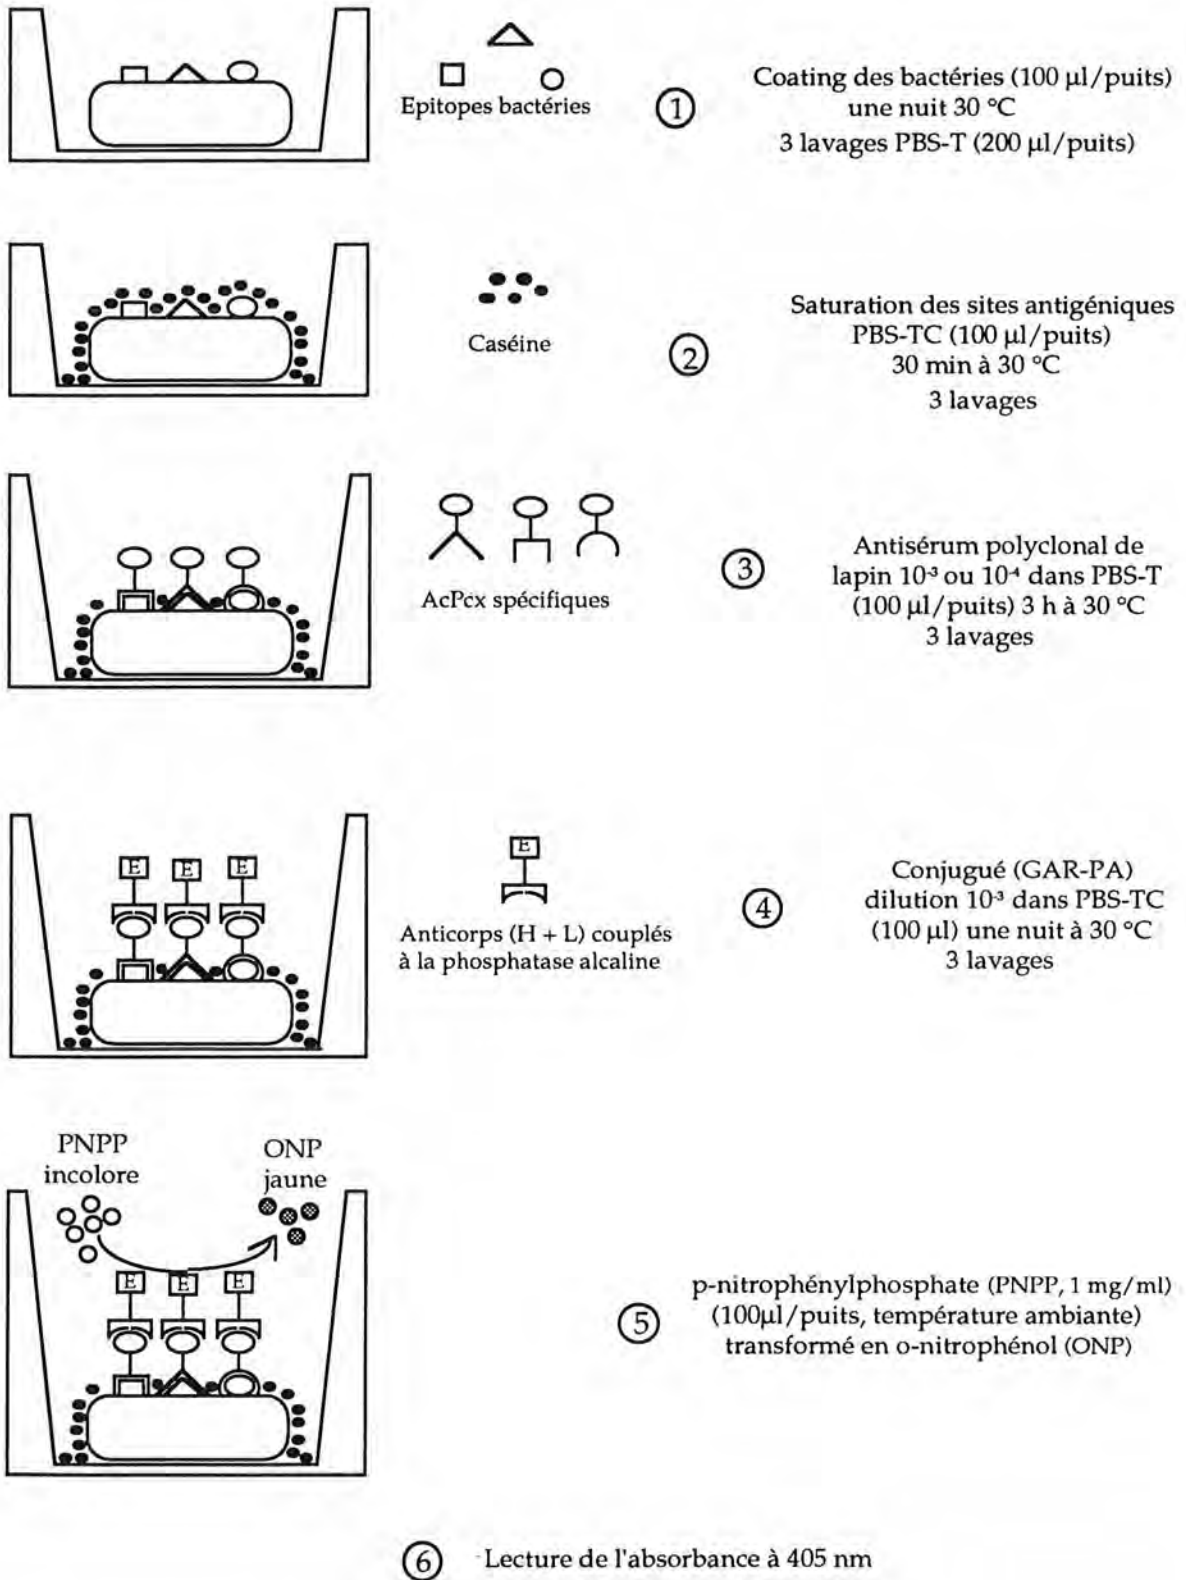 Epitopes bactéries
①
Coating des bactéries (100 µl/puits)
une nuit 30 °C
3 lavages PBS-T (200 µl/puits)
Caséine
②
Saturation des sites antigéniques
PBS-TC (100 µl/puits)
30 min à 30 °C
3 lavages
AcPcx spécifiques
③
Antisérum polyclonal de
lapin 10⁻³ ou 10⁻⁴ dans PBS-T
(100 µl/puits) 3 h à 30 °C
3 lavages
E E E
E
Anticorps (H + L) couplés
à la phosphatase alcaline
④
Conjugué (GAR-PA)
dilution 10⁻³ dans PBS-TC
(100 µl) une nuit à 30 °C
3 lavages
PNPP
incolore
ONP
jaune
E E E
⑤
p-nitrophénylphosphate (PNPP, 1 mg/ml)
(100µl/puits, température ambiante)
transformé en o-nitrophénol (ONP)
⑥ Lecture de l'absorbance à 405 nm